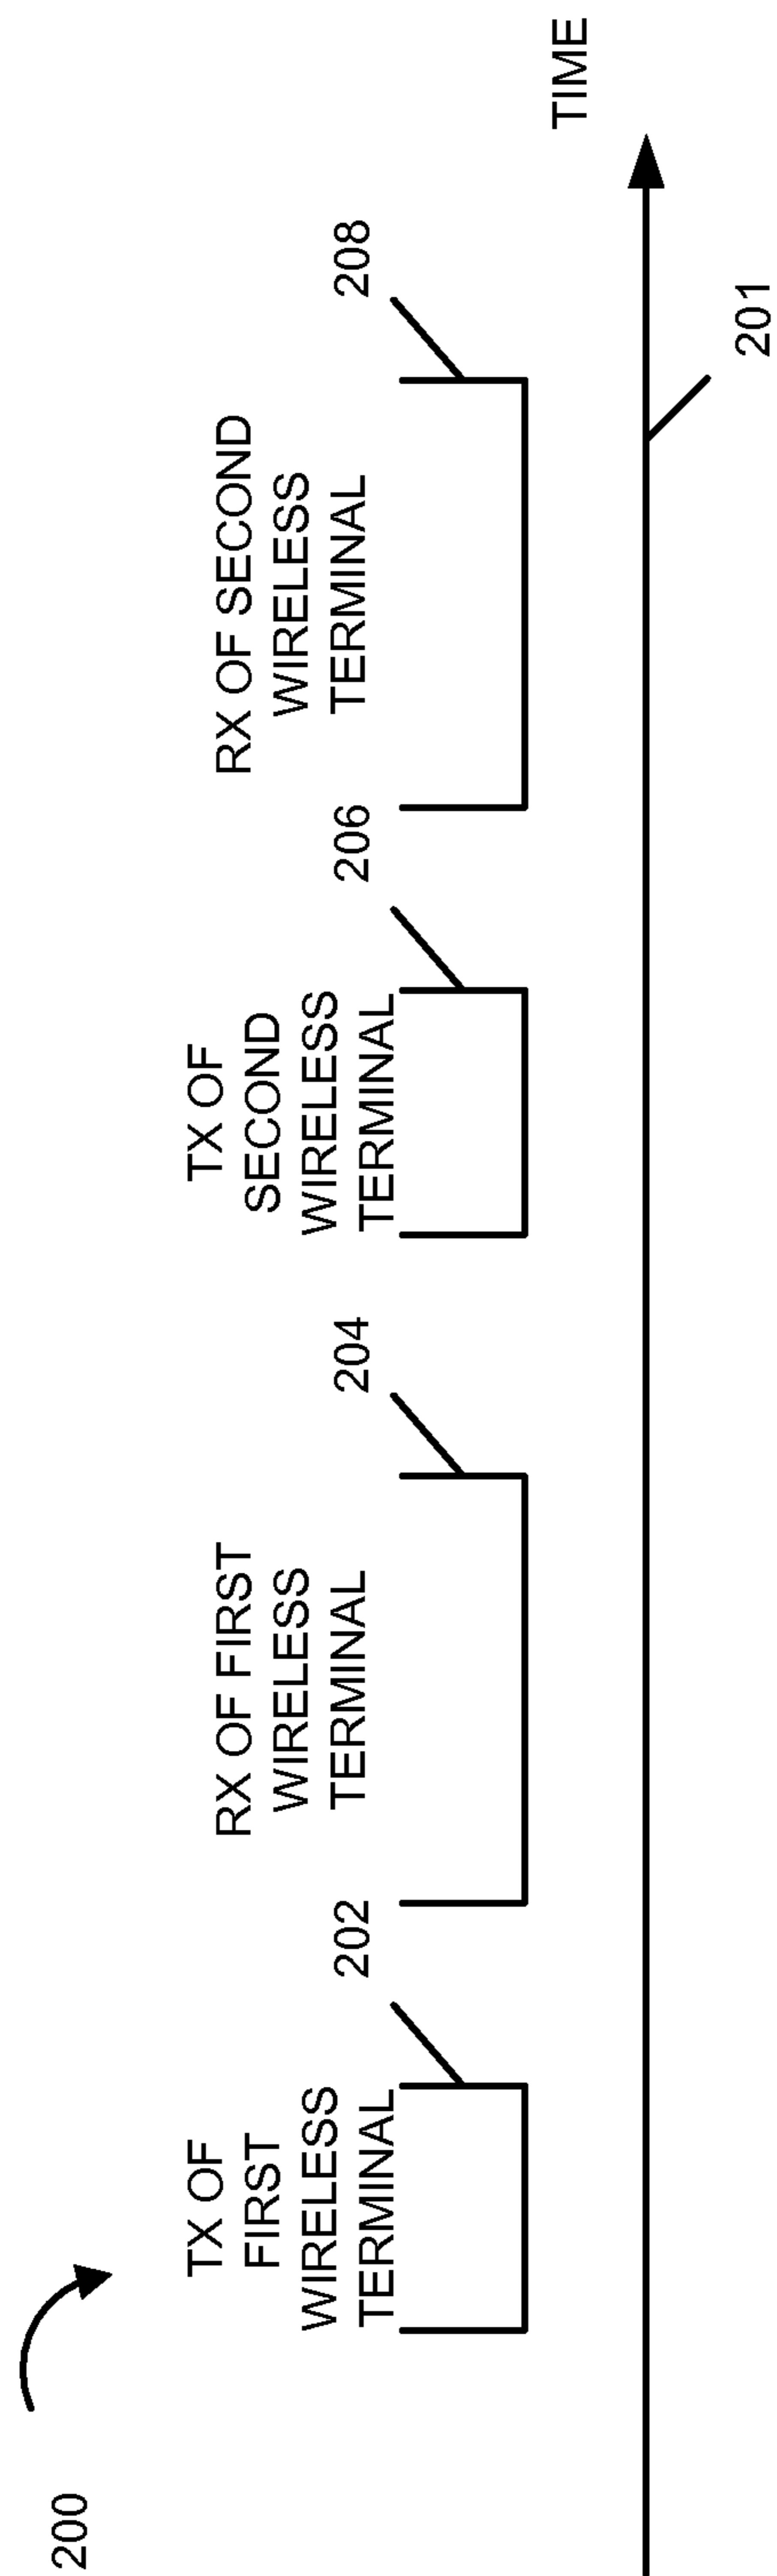 200
TX OF
FIRST
WIRELESS
TERMINAL
202
RX OF FIRST
WIRELESS
TERMINAL
204
TX OF
SECOND
WIRELESS
TERMINAL
206
RX OF SECOND
WIRELESS
TERMINAL
208
TIME
201